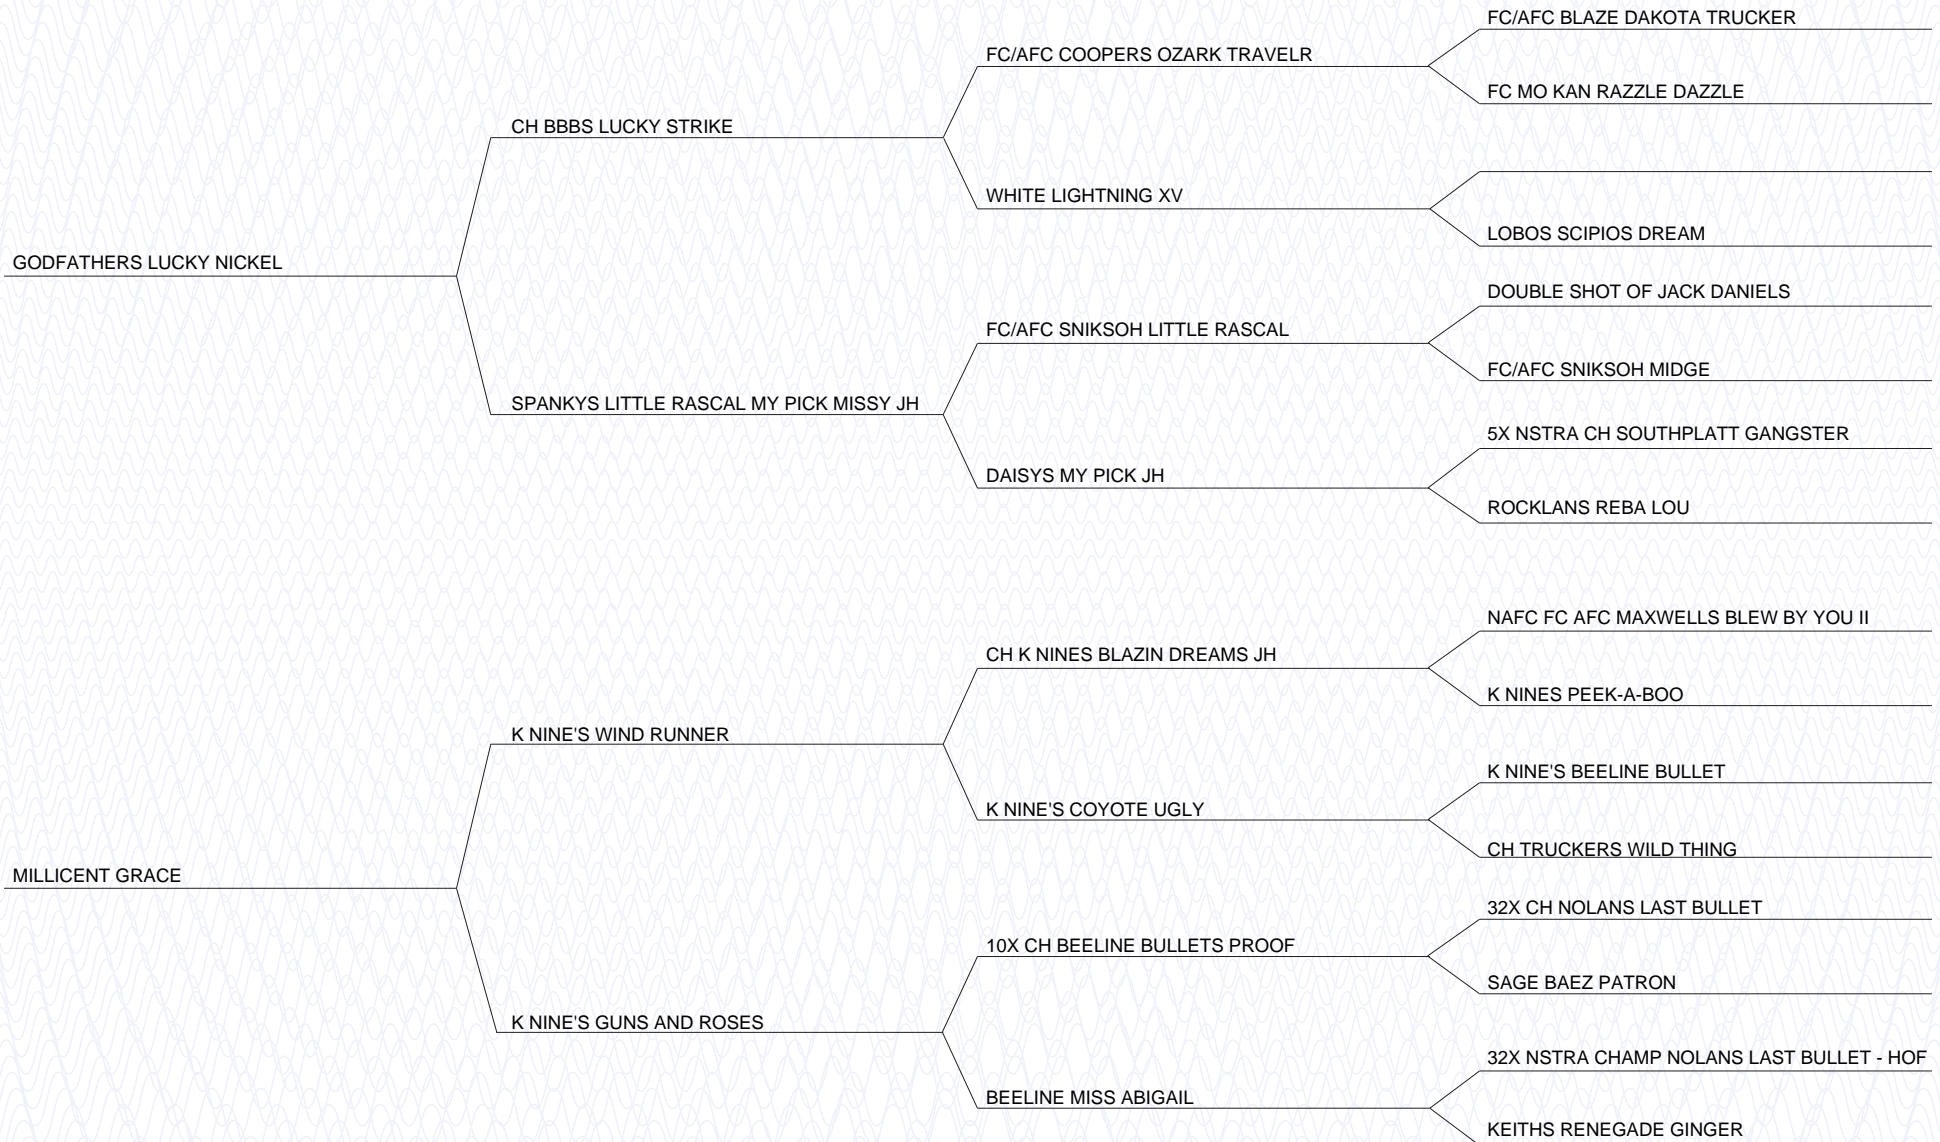 FC/AFC BLAZE DAKOTA TRUCKER
FC/AFC COOPERS OZARK TRAVELR
FC MO KAN RAZZLE DAZZLE
CH BBBS LUCKY STRIKE
WHITE LIGHTNING XV
LOBOS SCIPIOS DREAM
GODFATHERS LUCKY NICKEL
DOUBLE SHOT OF JACK DANIELS
FC/AFC SNIKSOH LITTLE RASCAL
FC/AFC SNIKSOH MIDGE
SPANKYS LITTLE RASCAL MY PICK MISSY JH
5X NSTRA CH SOUTHPLATT GANGSTER
DAISYS MY PICK JH
ROCKLANS REBA LOU
NAFC FC AFC MAXWELLS BLEW BY YOU II
CH K NINES BLAZIN DREAMS JH
K NINES PEEK-A-BOO
K NINE'S WIND RUNNER
K NINE'S BEELINE BULLET
K NINE'S COYOTE UGLY
CH TRUCKERS WILD THING
MILLICENT GRACE
32X CH NOLANS LAST BULLET
10X CH BEELINE BULLETS PROOF
SAGE BAEZ PATRON
K NINE'S GUNS AND ROSES
32X NSTRA CHAMP NOLANS LAST BULLET - HOF
BEELINE MISS ABIGAIL
KEITHS RENEGADE GINGER